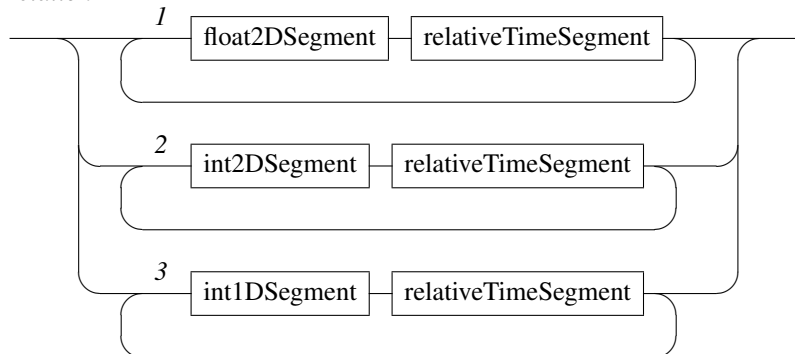 1
float2DSegment relativeTimeSegment
2
int2DSegment relativeTimeSegment
3
int1DSegment relativeTimeSegment